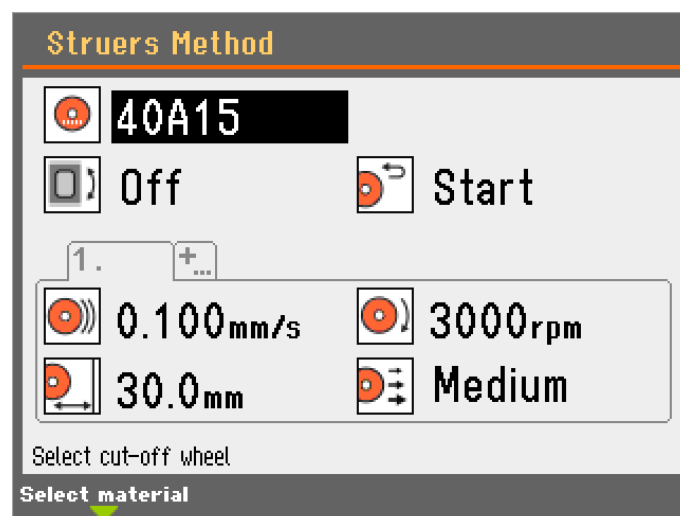 Struers Method
40A15
Off Start
1. +...
0.100mm/s 3000rpm
30.0mm Medium
Select cut-off wheel
Select material